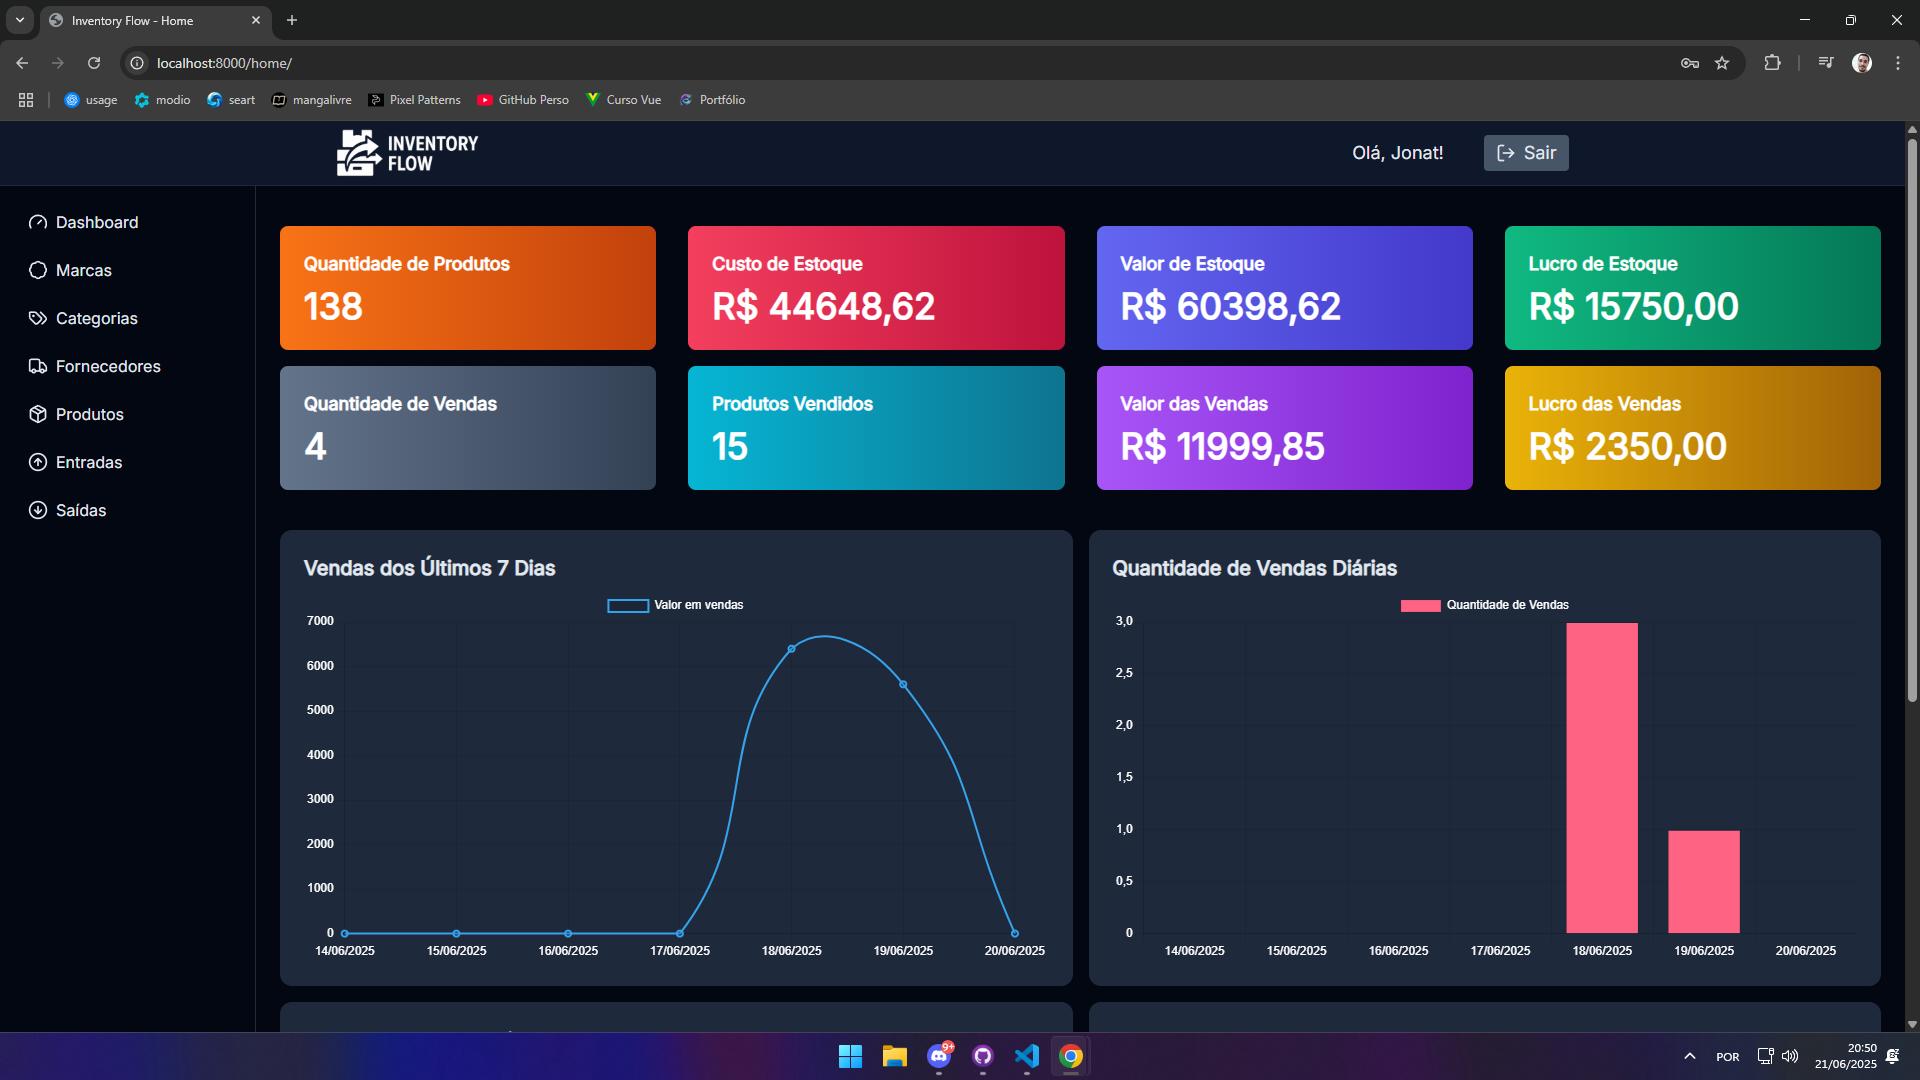 Inventory Flow - Home
localhost:8000/home/
usage
modio
seart
mangalivre
Pixel Patterns
GitHub Perso
Curso Vue
Portfólio
INVENTORY
FLOW
Olá, Jonat!
Sair
Dashboard
Marcas
Categorias
Fornecedores
Produtos
Entradas
Saídas
Quantidade de Produtos
138
Custo de Estoque
R$ 44648,62
Valor de Estoque
R$ 60398,62
Lucro de Estoque
R$ 15750,00
Quantidade de Vendas
4
Produtos Vendidos
15
Valor das Vendas
R$ 11999,85
Lucro das Vendas
R$ 2350,00
Vendas dos Últimos 7 Dias
Valor em vendas
7000
6000
5000
4000
3000
2000
1000
0
14/06/2025 15/06/2025 16/06/2025 17/06/2025 18/06/2025 19/06/2025 20/06/2025
Quantidade de Vendas Diárias
Quantidade de Vendas
3,0
2,5
2,0
1,5
1,0
0,5
0
14/06/2025 15/06/2025 16/06/2025 17/06/2025 18/06/2025 19/06/2025 20/06/2025
9+
POR
20:50
21/06/2025